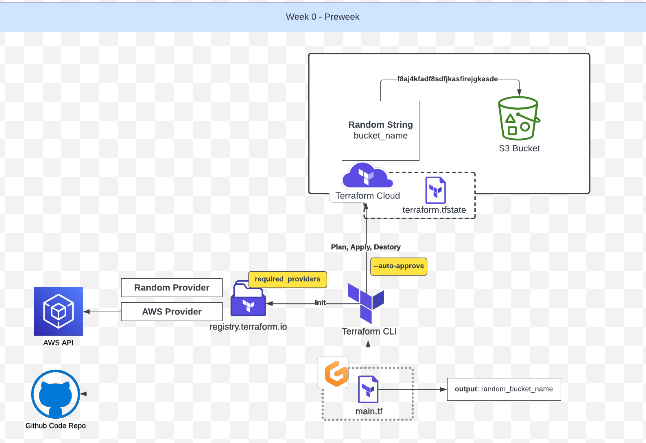 Week 0 - Preweek
f8aj4kfadf8sdfjkasfirejgkasde
Random String
bucket_name
S3 Bucket
Terraform Cloud
terraform.tfstate
Plan, Apply, Destory
--auto-approve
required_providers
Random Provider
AWS Provider
Init
registry.terraform.io
Terraform CLI
AWS API
main.tf
output: random_bucket_name
Github Code Repo